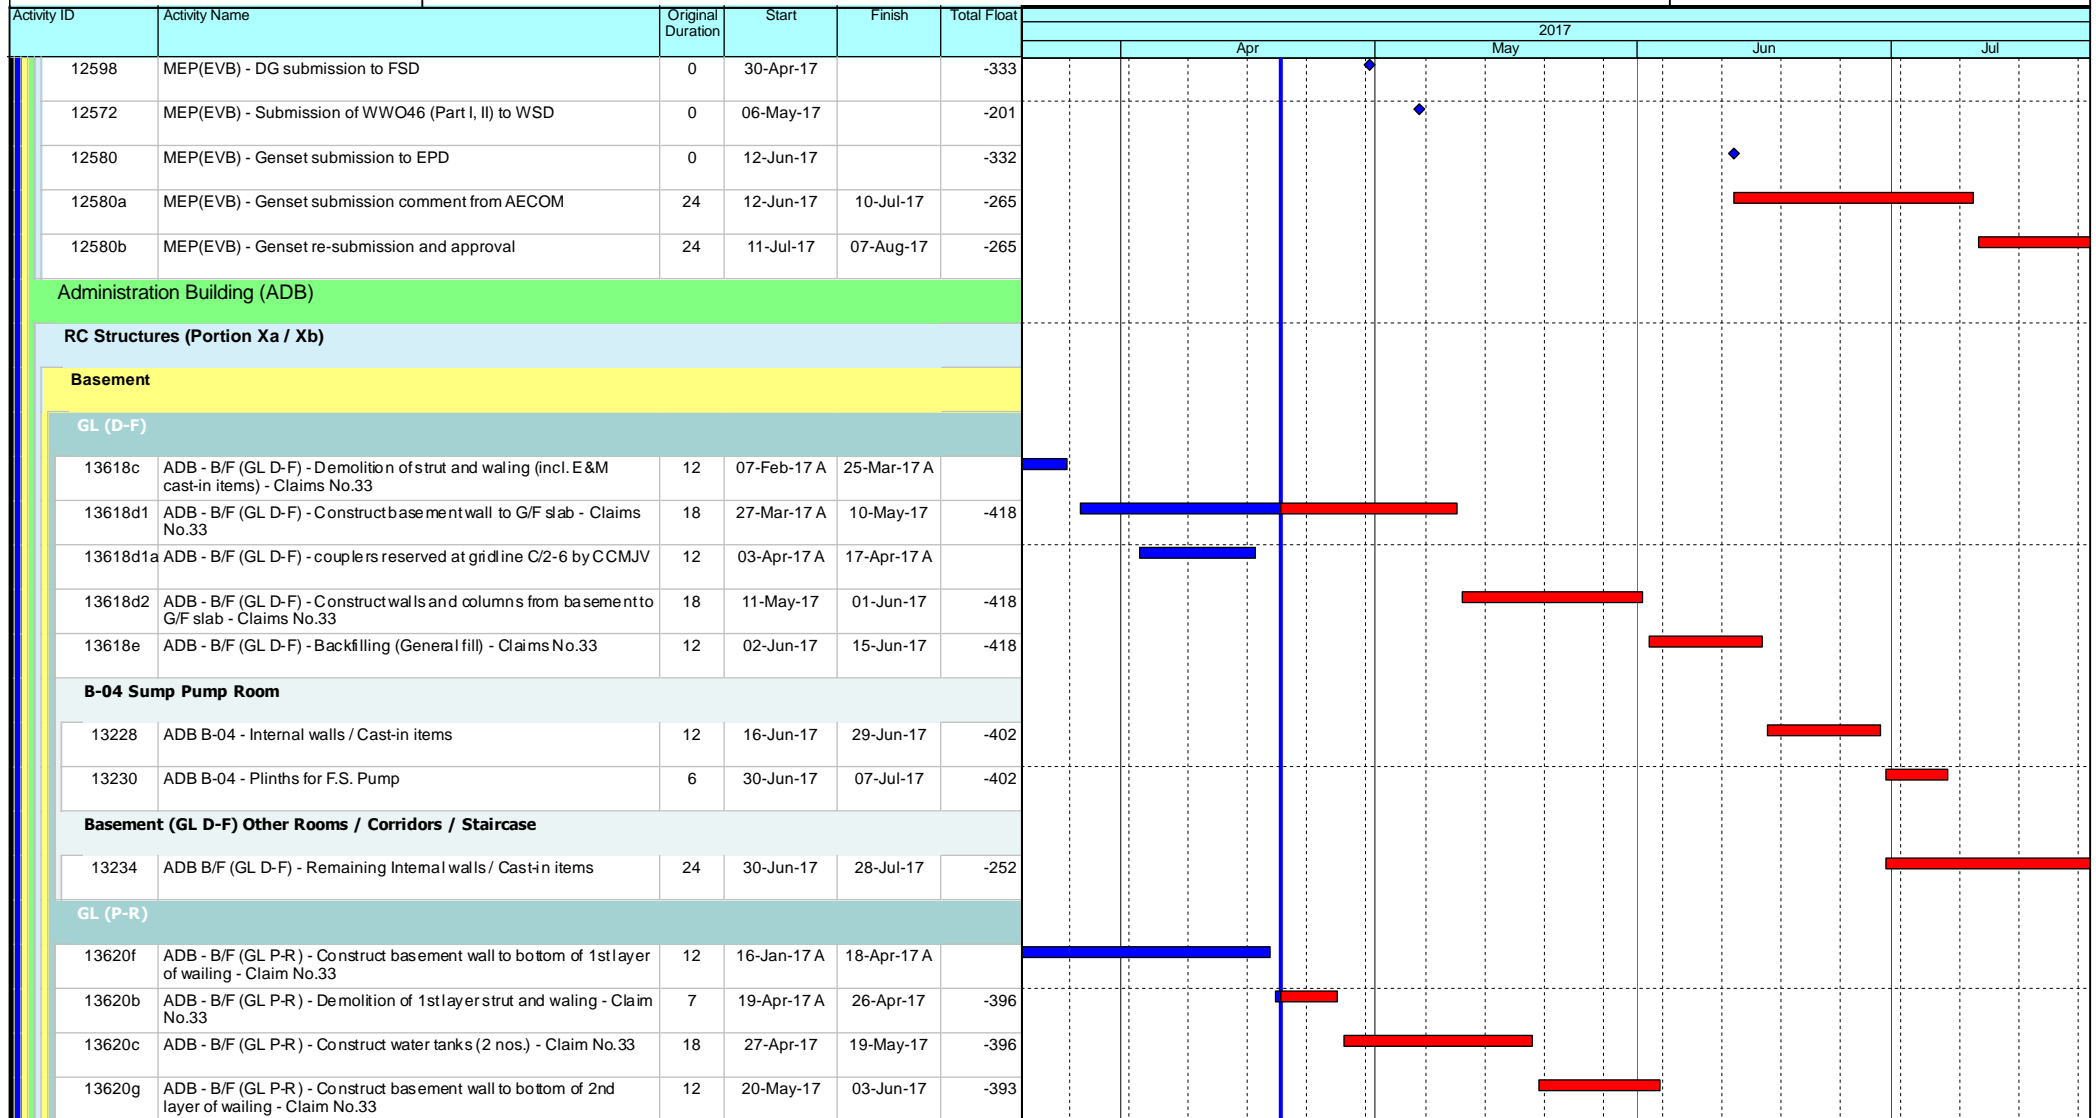 Activity ID Activity Name Original Duration Start Finish Total Float
2017
Apr May Jun Jul
12598 MEP(EVB) - DG submission to FSD 0 30-Apr-17 -333
12572 MEP(EVB) - Submission of WWO46 (Part I, II) to WSD 0 06-May-17 -201
12580 MEP(EVB) - Genset submission to EPD 0 12-Jun-17 -332
12580a MEP(EVB) - Genset submission comment from AECOM 24 12-Jun-17 10-Jul-17 -265
12580b MEP(EVB) - Genset re-submission and approval 24 11-Jul-17 07-Aug-17 -265
Administration Building (ADB)
RC Structures (Portion Xa / Xb)
Basement
GL (D-F)
13618c ADB - B/F (GL D-F) - Demolition of strut and waling (incl. E&M 12 07-Feb-17 A 25-Mar-17 A
cast-in items) - Claims No.33
13618d1 ADB - B/F (GL D-F) - Construct basement wall to G/F slab - Claims 18 27-Mar-17 A 10-May-17 -418
No.33
13618d1a ADB - B/F (GL D-F) - couplers reserved at gridline C/2-6 by CCMJV 12 03-Apr-17 A 17-Apr-17 A
13618d2 ADB - B/F (GL D-F) - Construct walls and columns from basement to 18 11-May-17 01-Jun-17 -418
G/F slab - Claims No.33
13618e ADB - B/F (GL D-F) - Backfilling (General fill) - Claims No.33 12 02-Jun-17 15-Jun-17 -418
B-04 Sump Pump Room
13228 ADB B-04 - Internal walls / Cast-in items 12 16-Jun-17 29-Jun-17 -402
13230 ADB B-04 - Plinths for F.S. Pump 6 30-Jun-17 07-Jul-17 -402
Basement (GL D-F) Other Rooms / Corridors / Staircase
13234 ADB B/F (GL D-F) - Remaining Internal walls / Cast-in items 24 30-Jun-17 28-Jul-17 -252
GL (P-R)
13620f ADB - B/F (GL P-R) - Construct basement wall to bottom of 1st layer 12 16-Jan-17 A 18-Apr-17 A
of wailing - Claim No.33
13620b ADB - B/F (GL P-R) - Demolition of 1st layer strut and waling - Claim 7 19-Apr-17 A 26-Apr-17 -396
No.33
13620c ADB - B/F (GL P-R) - Construct water tanks (2 nos.) - Claim No.33 18 27-Apr-17 19-May-17 -396
13620g ADB - B/F (GL P-R) - Construct basement wall to bottom of 2nd 12 20-May-17 03-Jun-17 -393
layer of wailing - Claim No.33